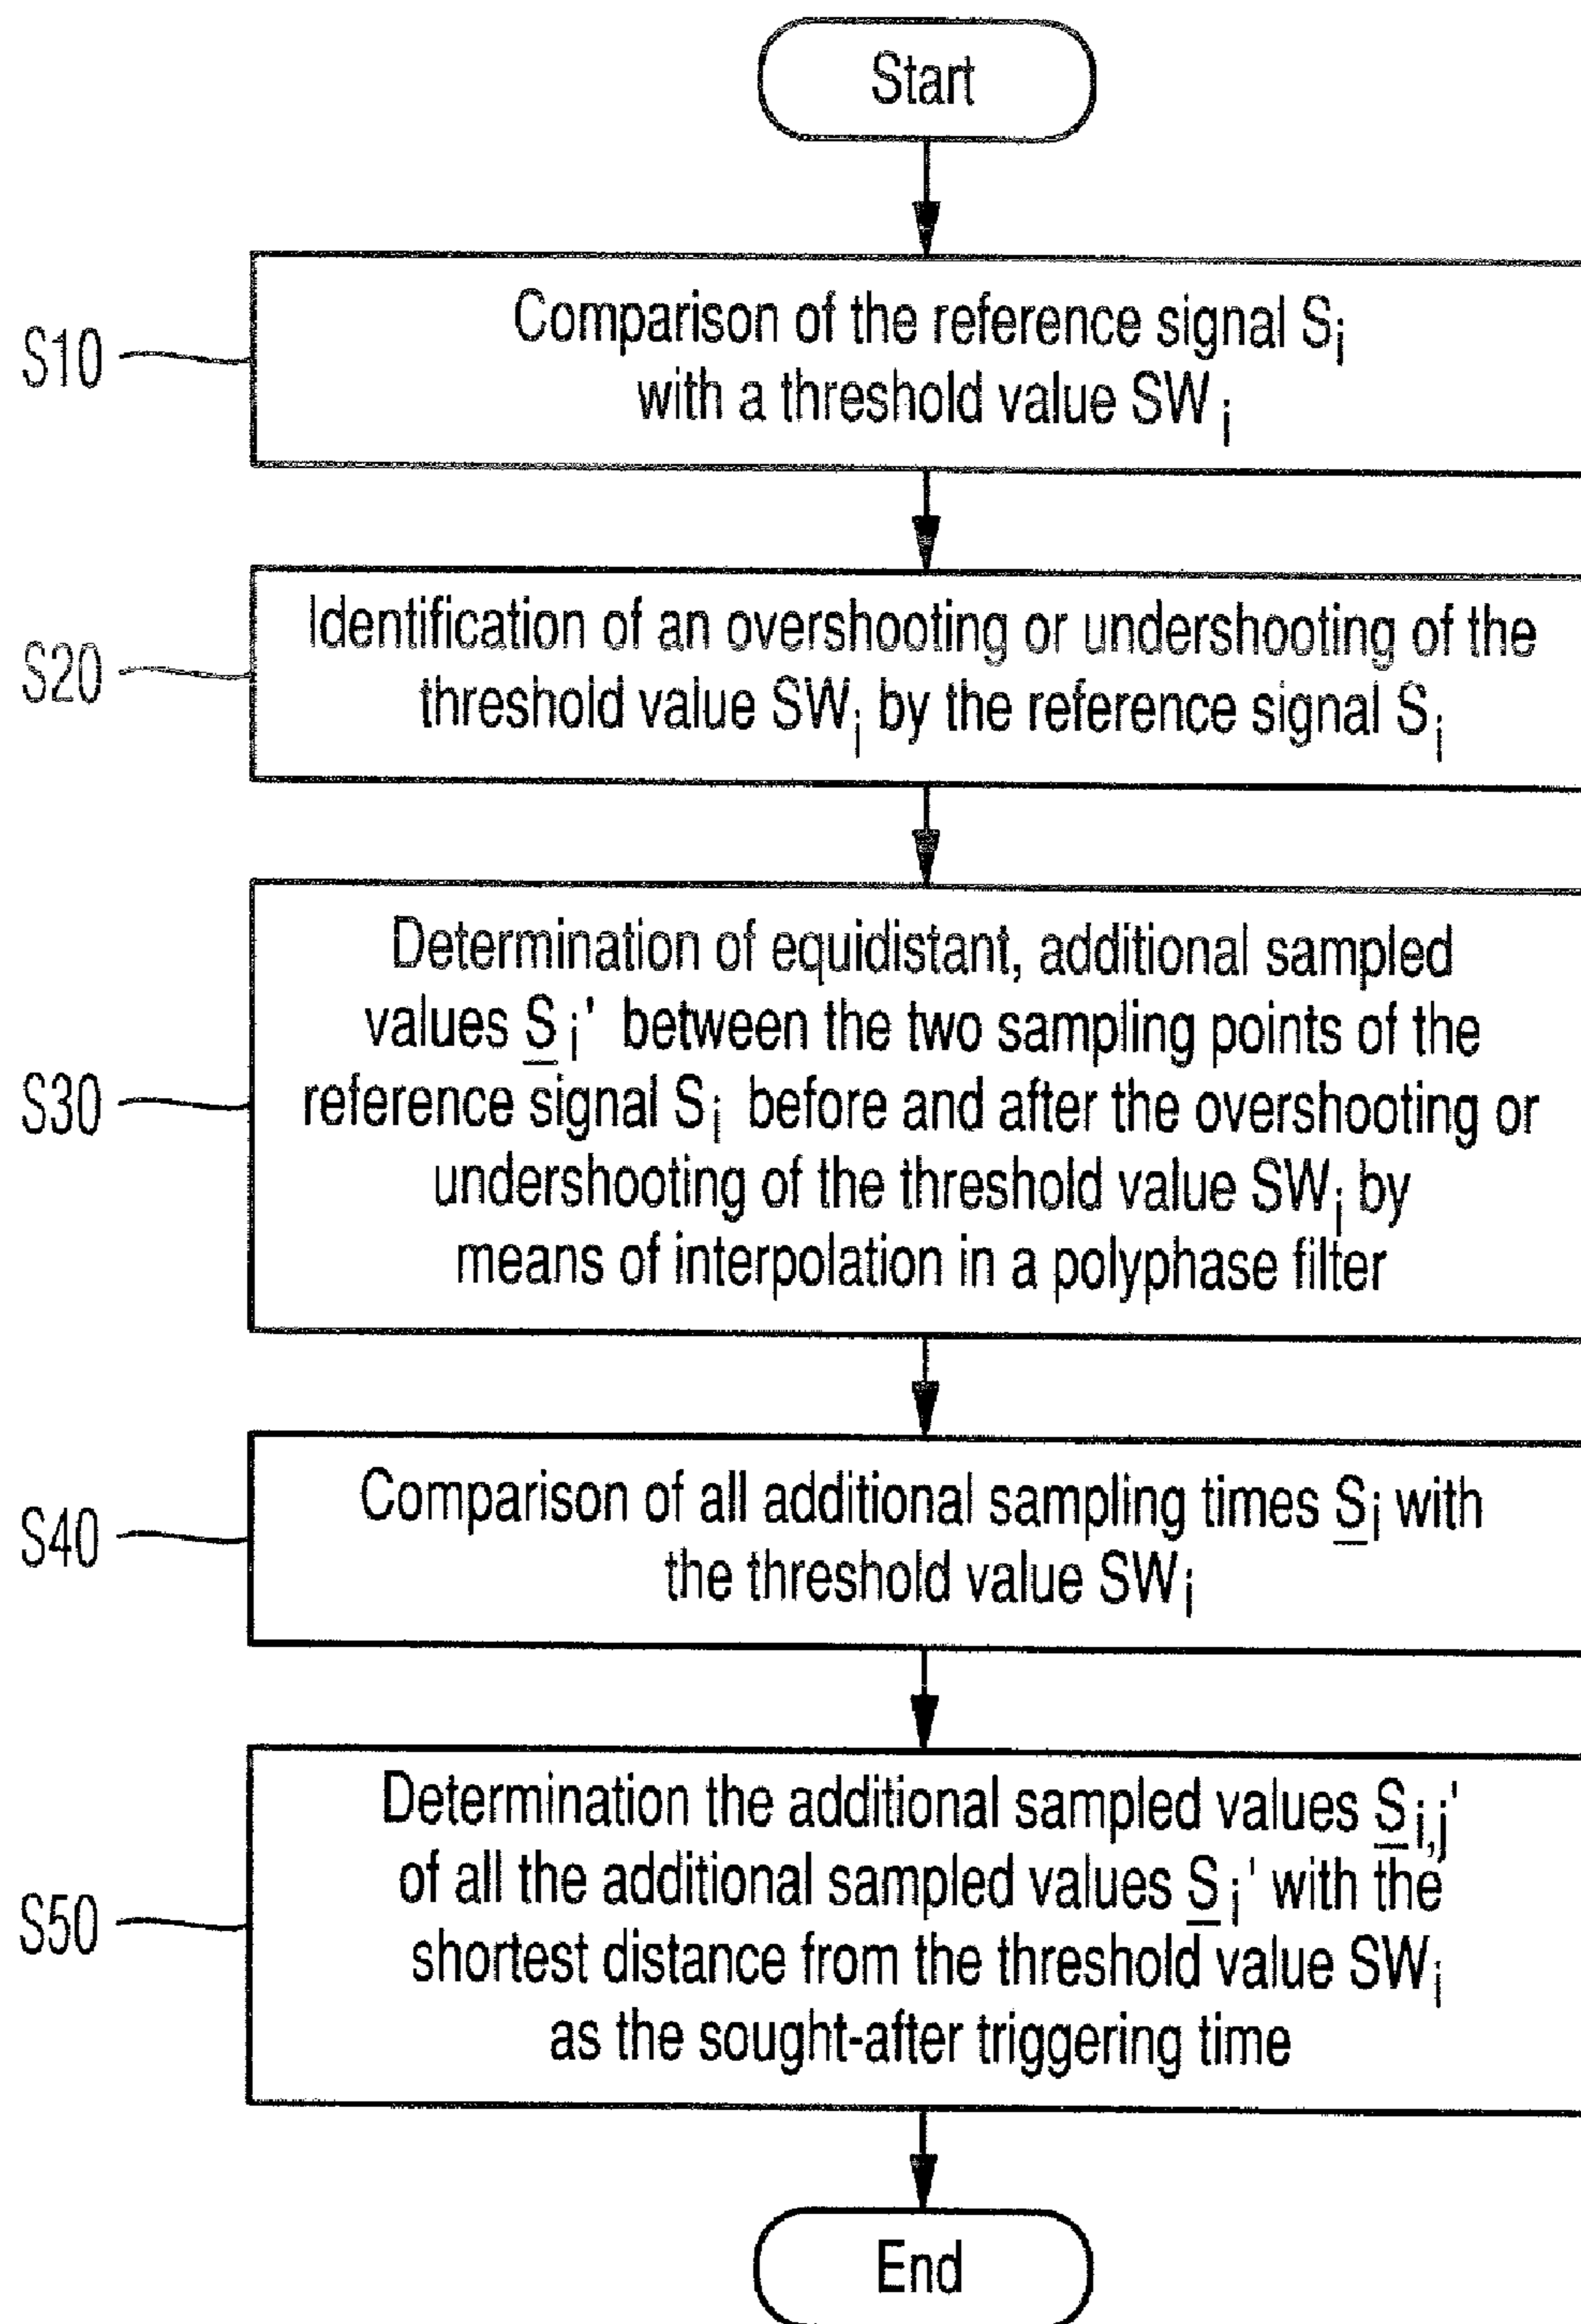 Start
S10
Comparison of the reference signal Si
with a threshold value SWi
S20
Identification of an overshooting or undershooting of the
threshold value SWi by the reference signal Si
S30
Determination of equidistant, additional sampled
values S̲i' between the two sampling points of the
reference signal Si before and after the overshooting or
undershooting of the threshold value SWi by
means of interpolation in a polyphase filter
S40
Comparison of all additional sampling times S̲i with
the threshold value SWi
S50
Determination the additional sampled values S̲i,j'
of all the additional sampled values S̲i' with the
shortest distance from the threshold value SWi
as the sought-after triggering time
End